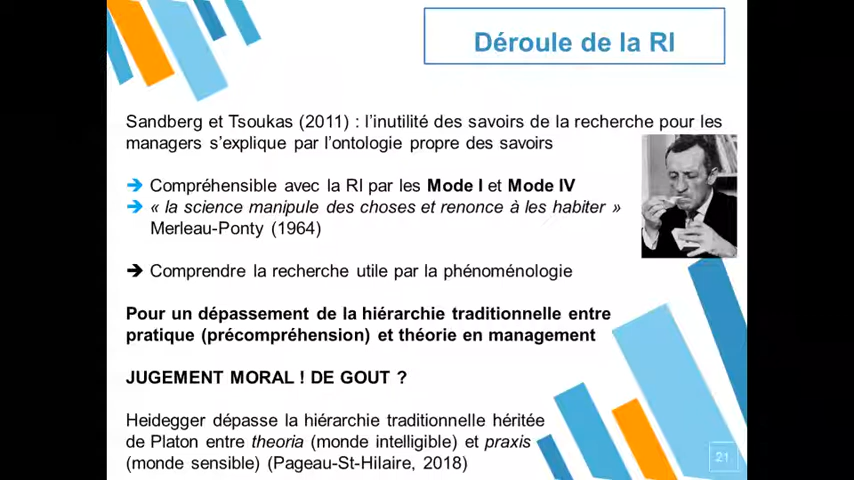 Déroule de la RI
Sandberg et Tsoukas (2011) : l’inutilité des savoirs de la recherche pour les
managers s’explique par l’ontologie propre des savoirs
➔ Compréhensible avec la RI par les Mode I et Mode IV
➔ « la science manipule des choses et renonce à les habiter »
Merleau-Ponty (1964)
➔ Comprendre la recherche utile par la phénoménologie
Pour un dépassement de la hiérarchie traditionnelle entre
pratique (précompréhension) et théorie en management
JUGEMENT MORAL ! DE GOUT ?
Heidegger dépasse la hiérarchie traditionnelle héritée
de Platon entre theoria (monde intelligible) et praxis
(monde sensible) (Pageau-St-Hilaire, 2018)
21